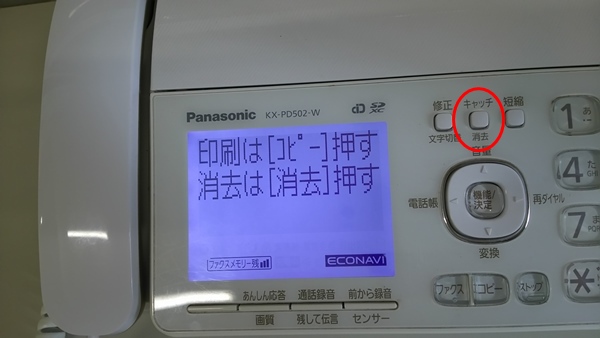 Panasonic KX-PD502-W
印刷は[ｺﾋﾟｰ]押す
消去は[消去]押す
ファクスメモリー残
ECONAVI
あんしん応答 通話録音 前から録音
画質 残して伝言 センサー
修正 キャッチ 短縮
文字切替 消去
音量
電話帳 機能/決定 再ダイヤル
変換
ファクス コピー ストップ
1 あ
4 た
GHI
7 ま
＊